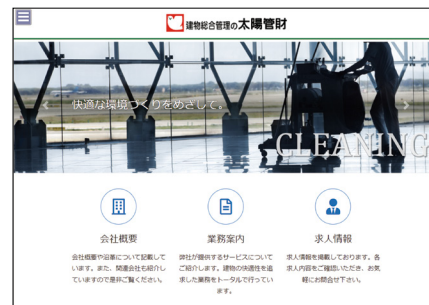 建物総合管理の太陽管財
快適な環境づくりをめざして。
CLEANING
会社概要
会社概要や沿革について記載して
います。また、関連会社も紹介し
ていますので是非ご覧ください。
業務案内
弊社が提供するサービスについて
ご紹介します。建物の快適性を追
求した業務をトータルで行ってい
ます。
求人情報
求人情報を掲載しております。各
求人内容をご確認いただき、お気
軽にお問合せ下さい。